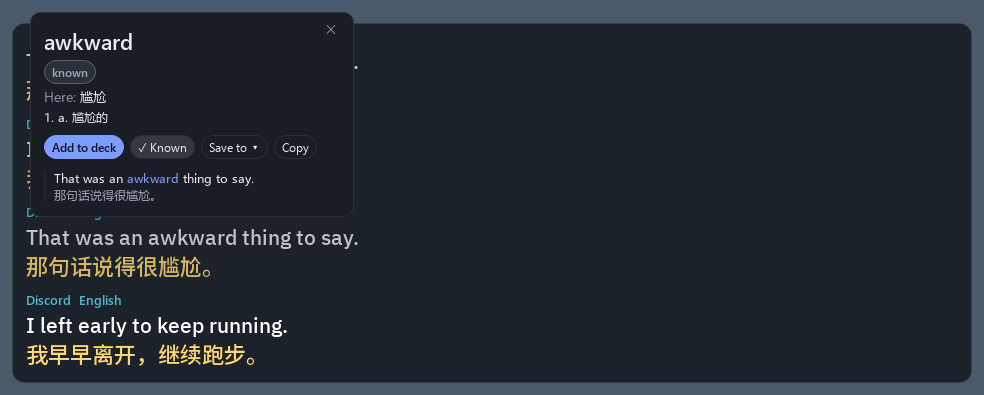 awkward
known
Here: 尴尬
1. a. 尴尬的
Add to deck
✓ Known
Save to ▾
Copy
That was an awkward thing to say.
那句话说得很尴尬。
That was an awkward thing to say.
那句话说得很尴尬。
Discord English
I left early to keep running.
我早早离开，继续跑步。